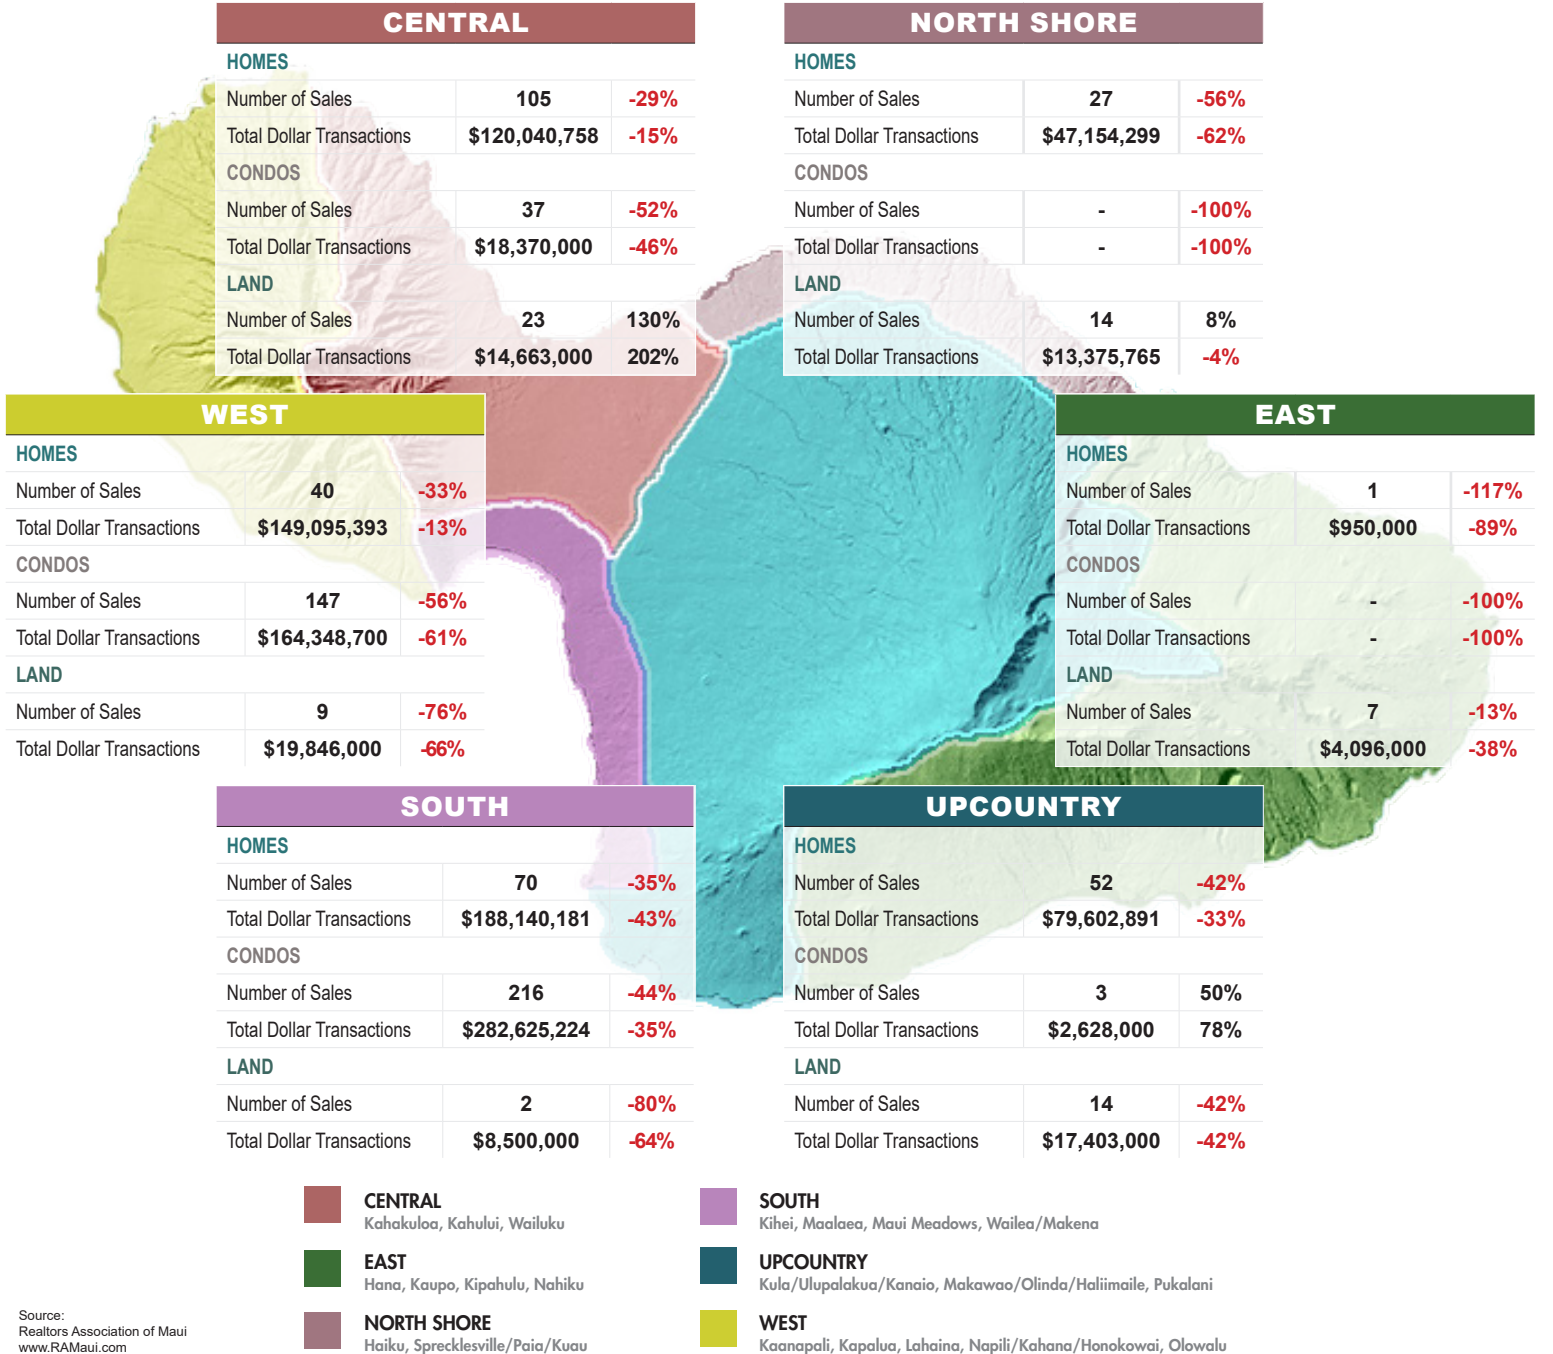 CENTRAL
HOMES
Number of Sales 105 -29%
Total Dollar Transactions $120,040,758 -15%
CONDOS
Number of Sales 37 -52%
Total Dollar Transactions $18,370,000 -46%
LAND
Number of Sales 23 130%
Total Dollar Transactions $14,663,000 202%
NORTH SHORE
HOMES
Number of Sales 27 -56%
Total Dollar Transactions $47,154,299 -62%
CONDOS
Number of Sales - -100%
Total Dollar Transactions - -100%
LAND
Number of Sales 14 8%
Total Dollar Transactions $13,375,765 -4%
WEST
HOMES
Number of Sales 40 -33%
Total Dollar Transactions $149,095,393 -13%
CONDOS
Number of Sales 147 -56%
Total Dollar Transactions $164,348,700 -61%
LAND
Number of Sales 9 -76%
Total Dollar Transactions $19,846,000 -66%
EAST
HOMES
Number of Sales 1 -117%
Total Dollar Transactions $950,000 -89%
CONDOS
Number of Sales - -100%
Total Dollar Transactions - -100%
LAND
Number of Sales 7 -13%
Total Dollar Transactions $4,096,000 -38%
SOUTH
HOMES
Number of Sales 70 -35%
Total Dollar Transactions $188,140,181 -43%
CONDOS
Number of Sales 216 -44%
Total Dollar Transactions $282,625,224 -35%
LAND
Number of Sales 2 -80%
Total Dollar Transactions $8,500,000 -64%
UPCOUNTRY
HOMES
Number of Sales 52 -42%
Total Dollar Transactions $79,602,891 -33%
CONDOS
Number of Sales 3 50%
Total Dollar Transactions $2,628,000 78%
LAND
Number of Sales 14 -42%
Total Dollar Transactions $17,403,000 -42%
CENTRAL
Kahakuloa, Kahului, Wailuku
EAST
Hana, Kaupo, Kipahulu, Nahiku
NORTH SHORE
Haiku, Sprecklesville/Paia/Kuau
SOUTH
Kihei, Maalaea, Maui Meadows, Wailea/Makena
UPCOUNTRY
Kula/Ulupalakua/Kanaio, Makawao/Olinda/Haliimaile, Pukalani
WEST
Kaanapali, Kapalua, Lahaina, Napili/Kahana/Honokowai, Olowalu
Source:
Realtors Association of Maui
www.RAMaui.com